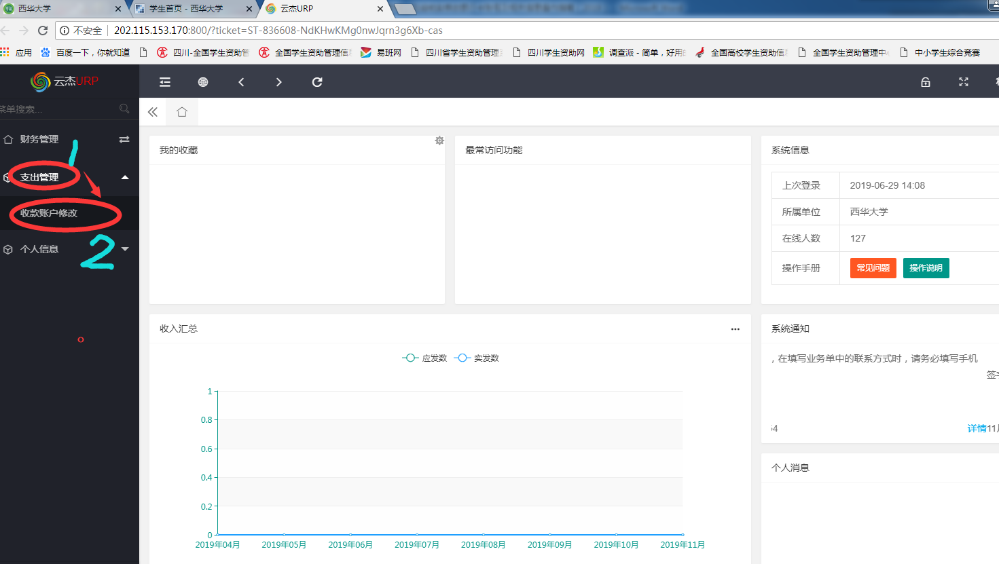 西华大学
学生首页 - 西华大学
云杰URP
不安全
202.115.153.170:800/?ticket=ST-836608-NdKHwKMg0nwJqrn3g6Xb-cas
应用
百度一下，你就知道
四川-全国学生资助管
全国学生资助管理信
易班网
四川省学生资助管理
四川学生资助网
调查派 - 简单，好用
全国高校学生资助信
全国学生资助管理中
中小学生综合竞赛
云杰URP
菜单搜索...
财务管理
1
支出管理
收款账户修改
个人信息
2
我的收藏
最常访问功能
系统信息
上次登录
2019-06-29 14:08
所属单位
西华大学
在线人数
127
操作手册
常见问题
操作说明
收入汇总
应发数
实发数
1
0.8
0.6
0.4
0.2
0
2019年04月
2019年05月
2019年06月
2019年07月
2019年08月
2019年09月
2019年10月
2019年11月
系统通知
，在填写业务单中的联系方式时，请务必填写手机
签字
54
详情11月
个人消息